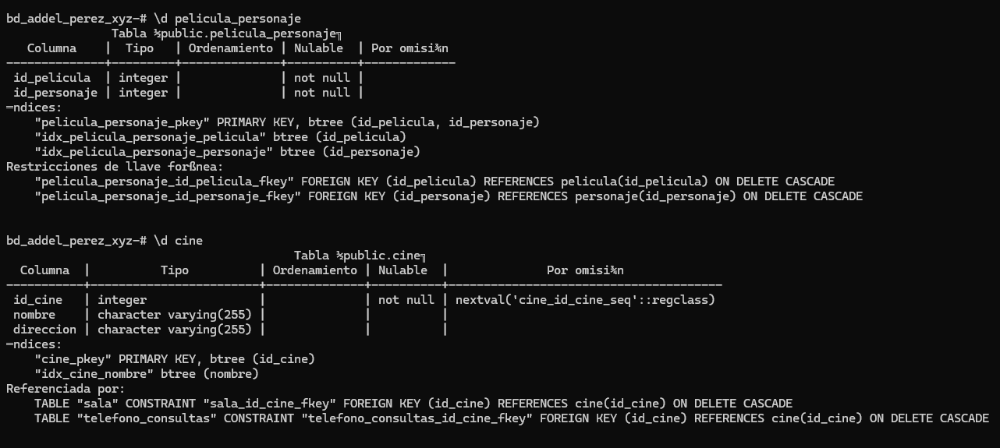 bd_addel_perez_xyz-# \d pelicula_personaje
Tabla ½public.pelicula_personaje╗
Columna | Tipo | Ordenamiento | Nulable | Por omisi¾n
--------------+---------+--------------+----------+-------------
id_pelicula | integer | | not null |
id_personaje | integer | | not null |
═ndices:
"pelicula_personaje_pkey" PRIMARY KEY, btree (id_pelicula, id_personaje)
"idx_pelicula_personaje_pelicula" btree (id_pelicula)
"idx_pelicula_personaje_personaje" btree (id_personaje)
Restricciones de llave forßnea:
"pelicula_personaje_id_pelicula_fkey" FOREIGN KEY (id_pelicula) REFERENCES pelicula(id_pelicula) ON DELETE CASCADE
"pelicula_personaje_id_personaje_fkey" FOREIGN KEY (id_personaje) REFERENCES personaje(id_personaje) ON DELETE CASCADE
bd_addel_perez_xyz-# \d cine
Tabla ½public.cine╗
Columna | Tipo | Ordenamiento | Nulable | Por omisi¾n
-----------+------------------------+--------------+----------+---------------------------------------
id_cine | integer | | not null | nextval('cine_id_cine_seq'::regclass)
nombre | character varying(255) | | |
direccion | character varying(255) | | |
═ndices:
"cine_pkey" PRIMARY KEY, btree (id_cine)
"idx_cine_nombre" btree (nombre)
Referenciada por:
TABLE "sala" CONSTRAINT "sala_id_cine_fkey" FOREIGN KEY (id_cine) REFERENCES cine(id_cine) ON DELETE CASCADE
TABLE "telefono_consultas" CONSTRAINT "telefono_consultas_id_cine_fkey" FOREIGN KEY (id_cine) REFERENCES cine(id_cine) ON DELETE CASCADE